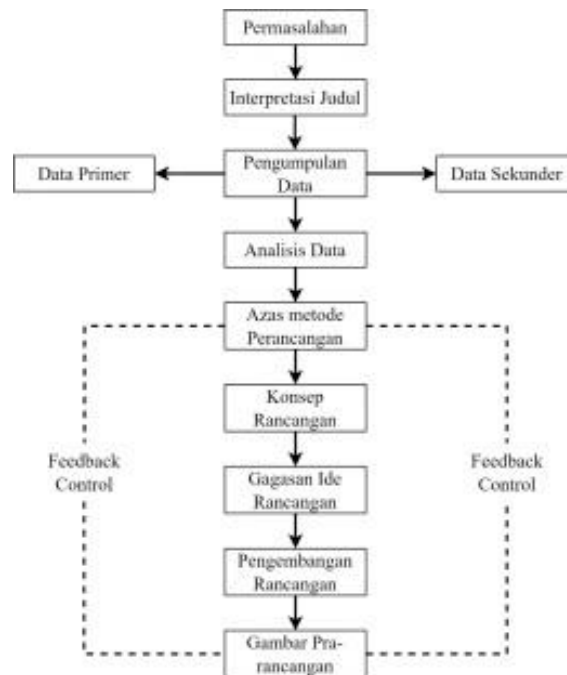 Permasalahan
Interpretasi Judul
Data Primer
Pengumpulan
Data
Data Sekunder
Analisis Data
Azas metode
Perancangan
Konsep
Rancangan
Feedback
Control
Gagasan Ide
Rancangan
Feedback
Control
Pengembangan
Rancangan
Gambar Pra-
rancangan